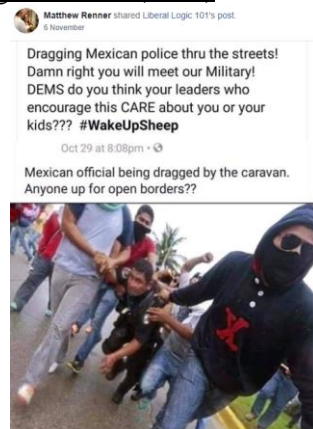 Matthew Renner shared Liberal Logic 101's post.
6 November
Dragging Mexican police thru the streets!
Damn right you will meet our Military!
DEMS do you think your leaders who
encourage this CARE about you or your
kids??? #WakeUpSheep
Oct 29 at 8:08pm •
Mexican official being dragged by the caravan.
Anyone up for open borders??
X